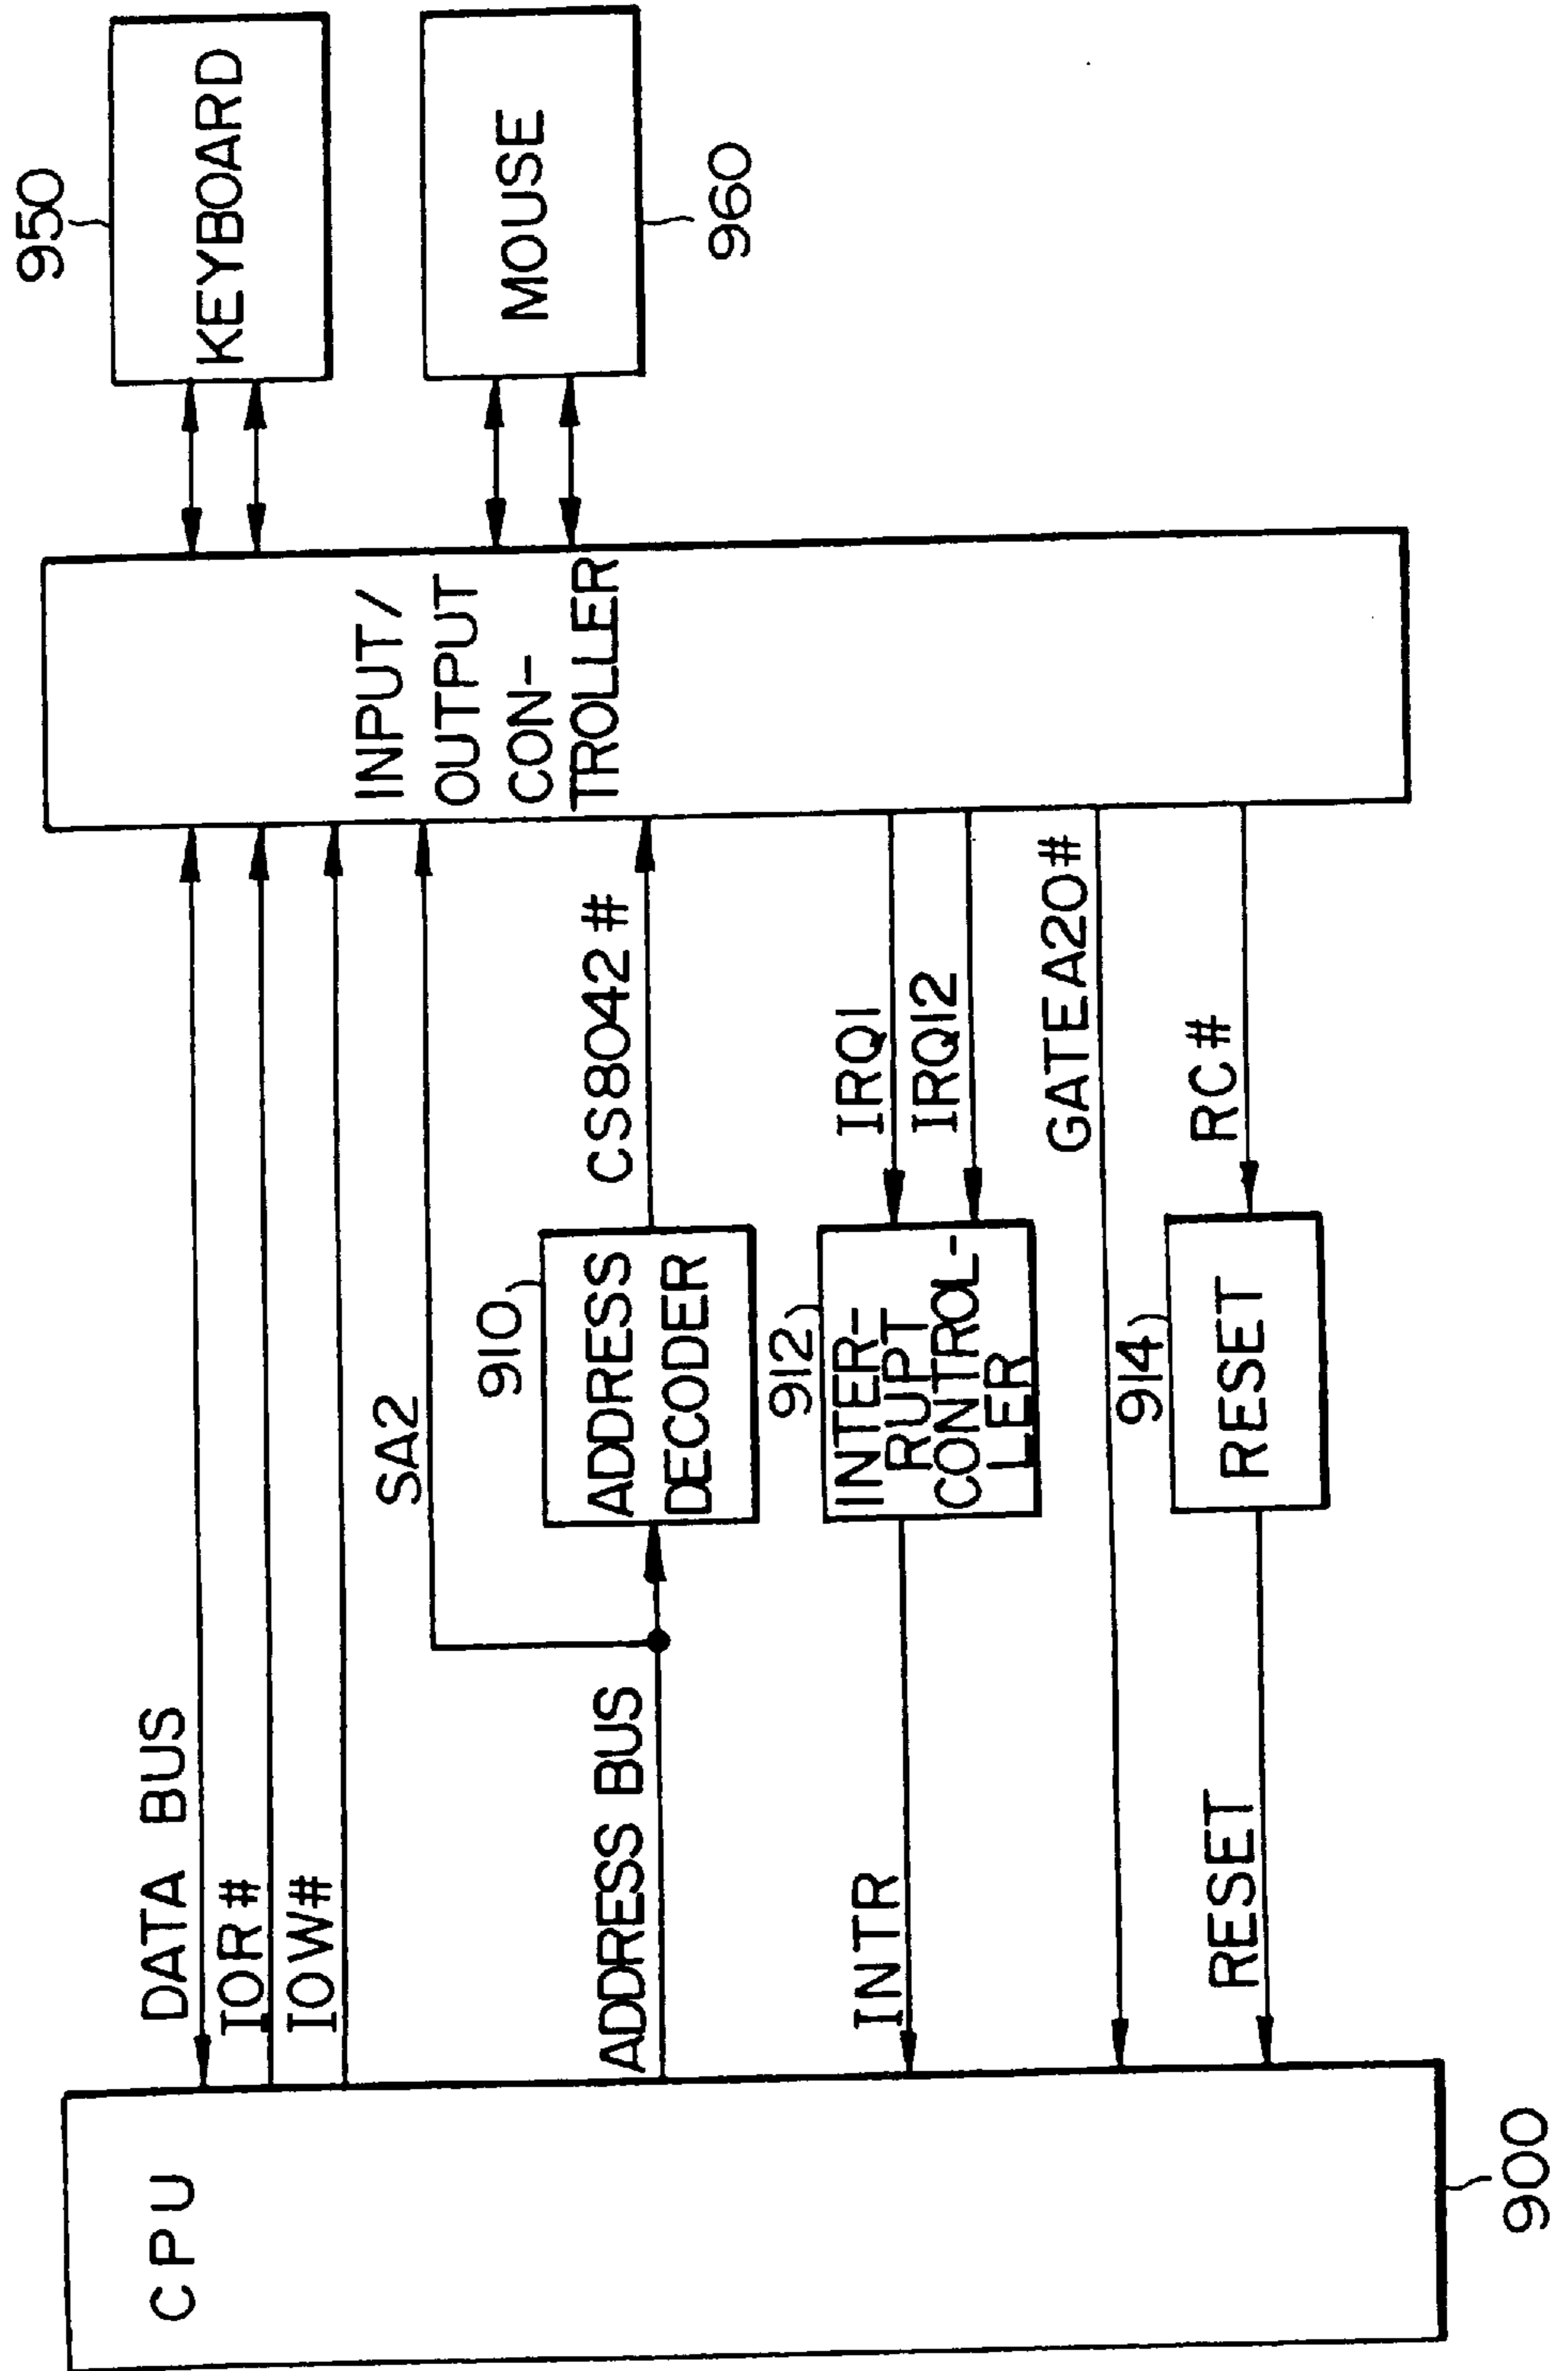 CPU
900
DATA BUS
IOR#
IOW#
ADDRESS BUS
SA2
910
ADDRESS
DECODER
CS8042#
INTR
912
INTER-
RUPT
CONTROL-
LER
IRQ1
IRQ12
GATEA20#
RESET
914
RESET
RC#
INPUT/
OUTPUT
CON-
TROLLER
950
KEYBOARD
MOUSE
960